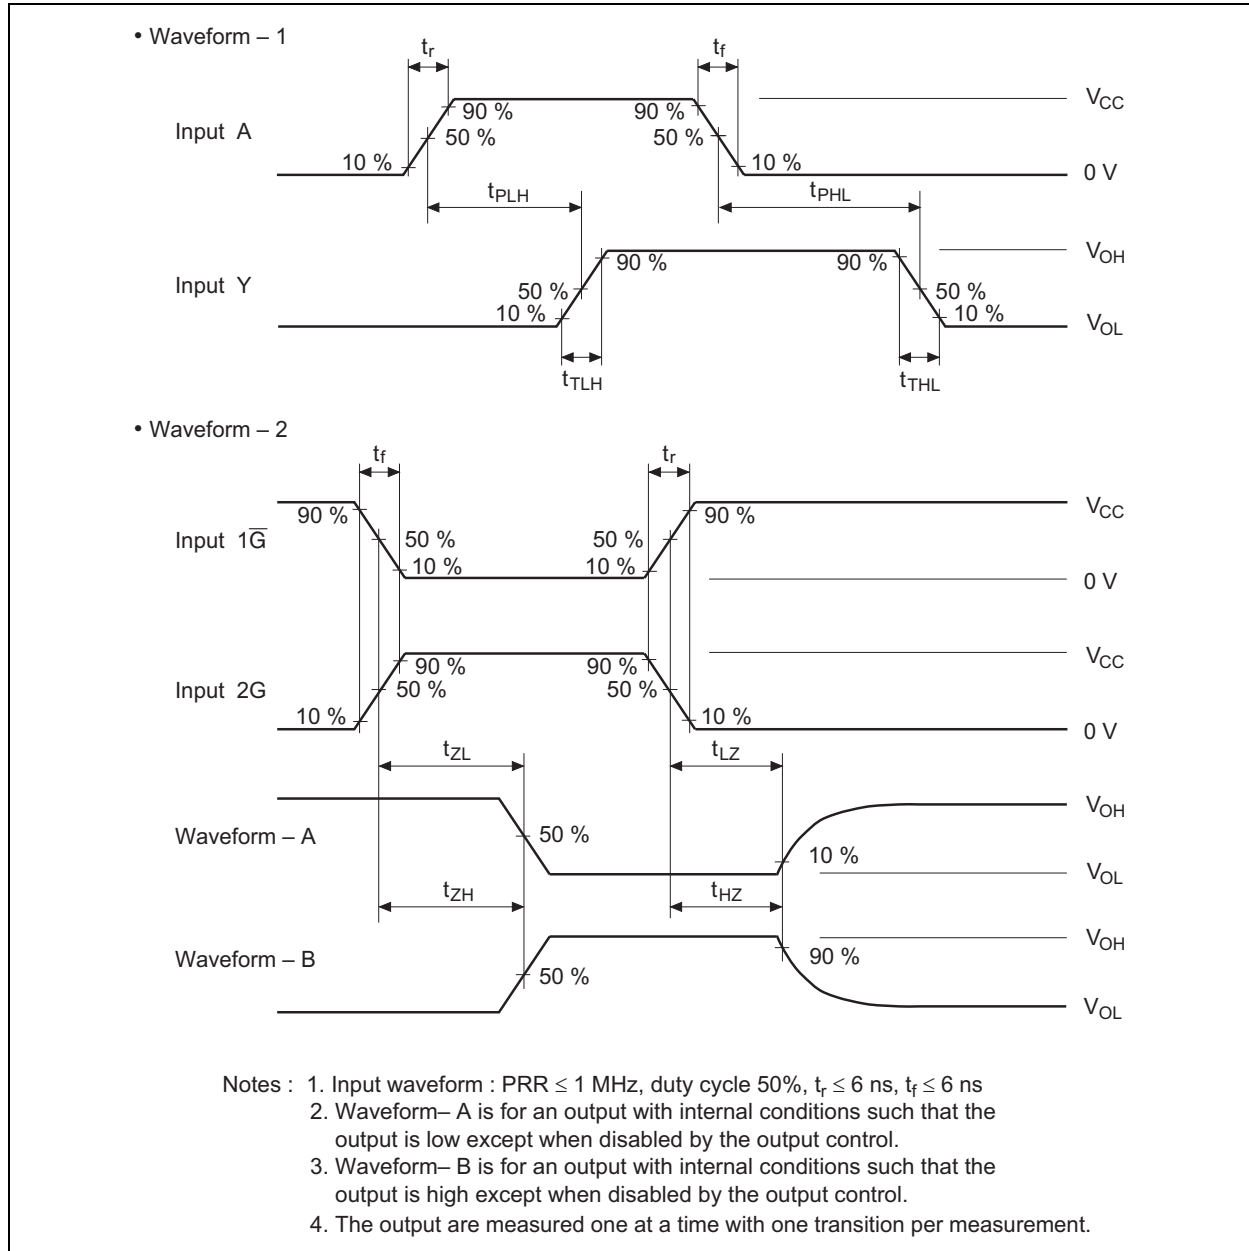 • Waveform – 1
tr
tf
Input A
10 %
50 %
90 %
90 %
50 %
10 %
VCC
0 V
tPLH
tPHL
Input Y
10 %
50 %
90 %
90 %
50 %
10 %
VOH
VOL
tTLH
tTHL
• Waveform – 2
tf
tr
Input 1G̅
90 %
50 %
10 %
50 %
10 %
90 %
VCC
0 V
Input 2G
10 %
90 %
50 %
90 %
50 %
10 %
VCC
0 V
tZL
tLZ
Waveform – A
50 %
10 %
VOH
VOL
tZH
tHZ
Waveform – B
50 %
90 %
VOH
VOL
Notes : 1. Input waveform : PRR ≤ 1 MHz, duty cycle 50%, tr ≤ 6 ns, tf ≤ 6 ns
2. Waveform– A is for an output with internal conditions such that the
output is low except when disabled by the output control.
3. Waveform– B is for an output with internal conditions such that the
output is high except when disabled by the output control.
4. The output are measured one at a time with one transition per measurement.